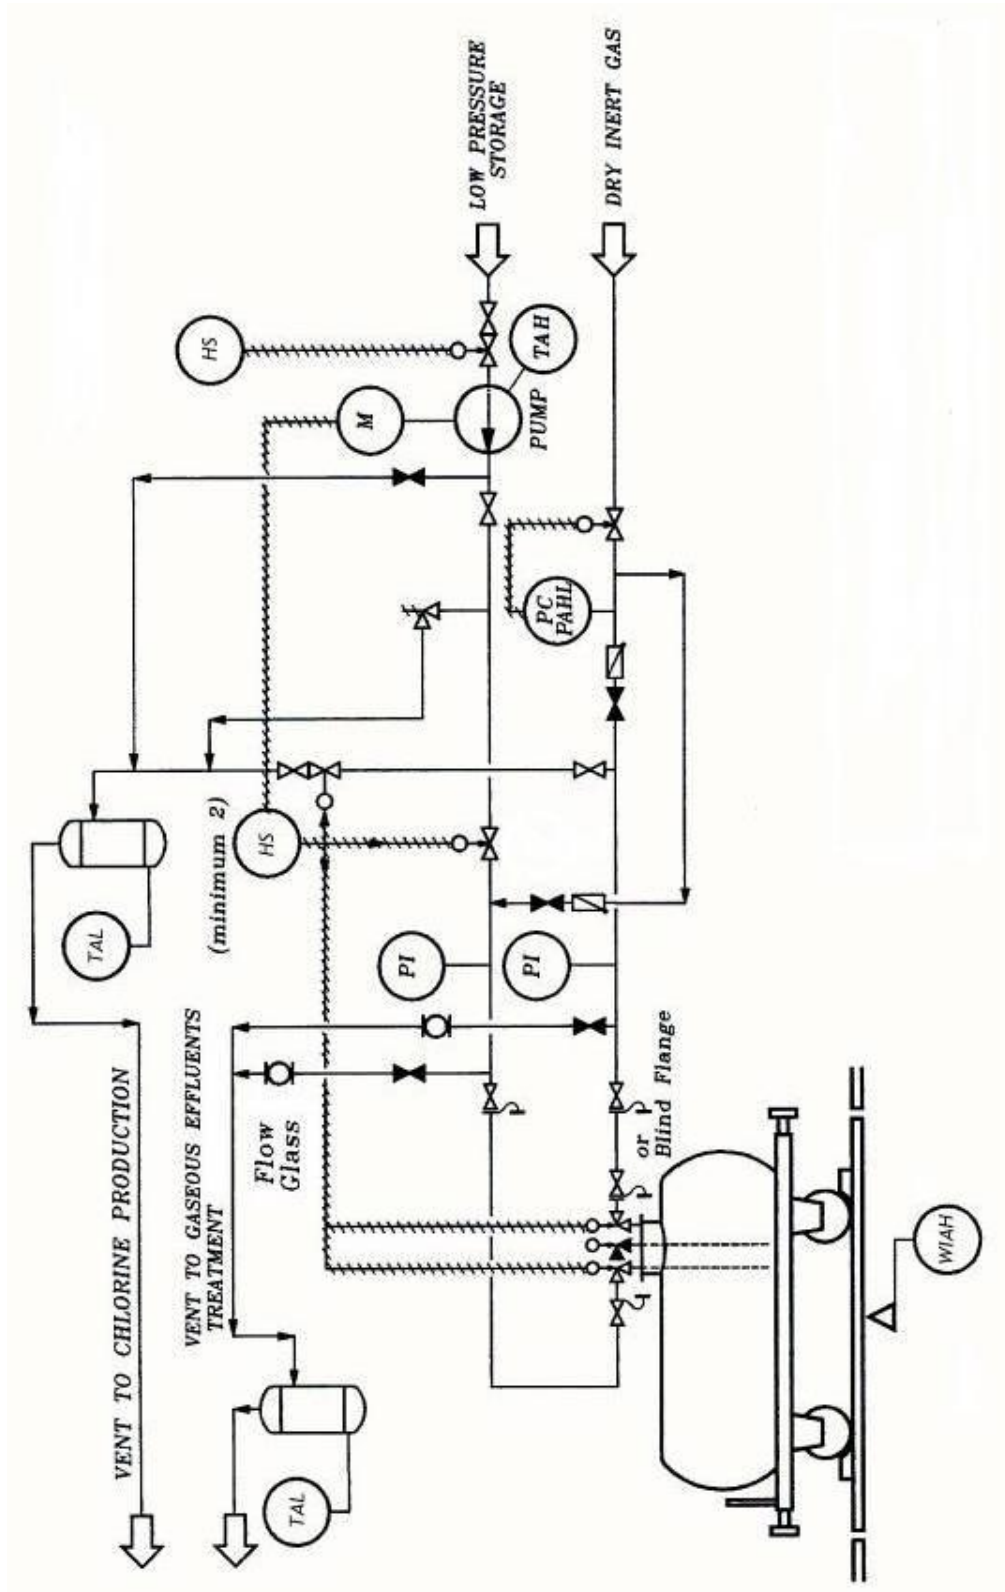 LOW PRESSURE
STORAGE
DRY INERT GAS
HS
TAH
M
PUMP
PC
PAHL
(minimum 2)
HS
TAL
PI
PI
VENT TO CHLORINE PRODUCTION
VENT TO GASEOUS EFFLUENTS
TREATMENT
Flow
Glass
or
Blind Flange
TAL
WIAH